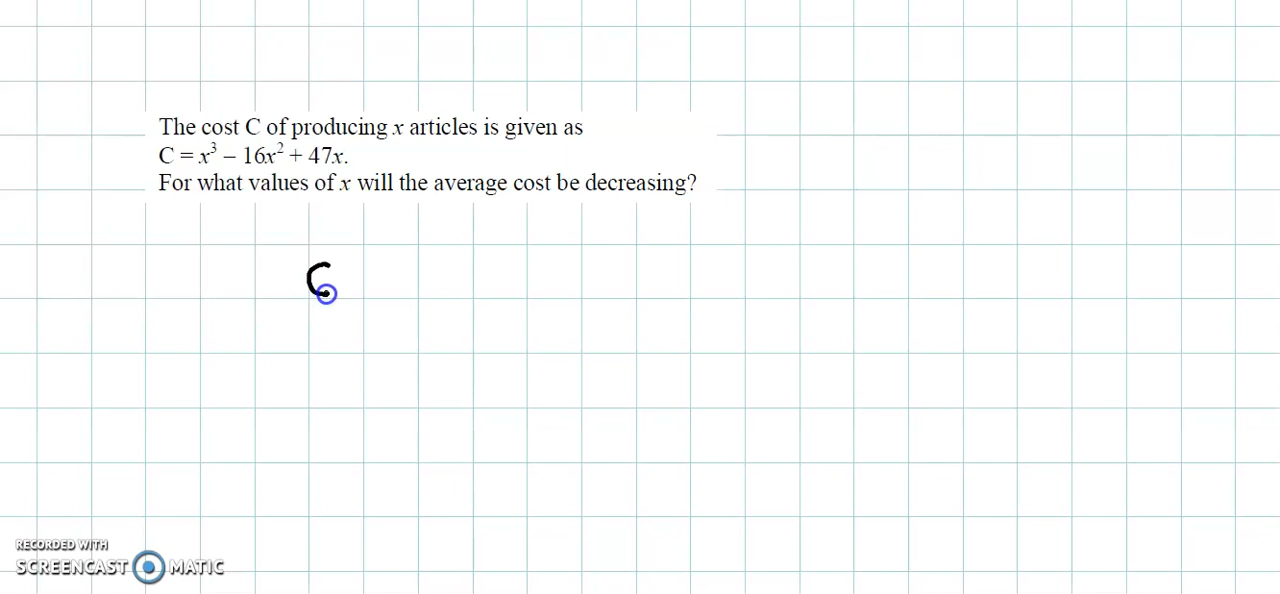 The cost C of producing x articles is given as
C = x³ – 16x² + 47x.
For what values of x will the average cost be decreasing?
C
RECORDED WITH
SCREENCAST MATIC